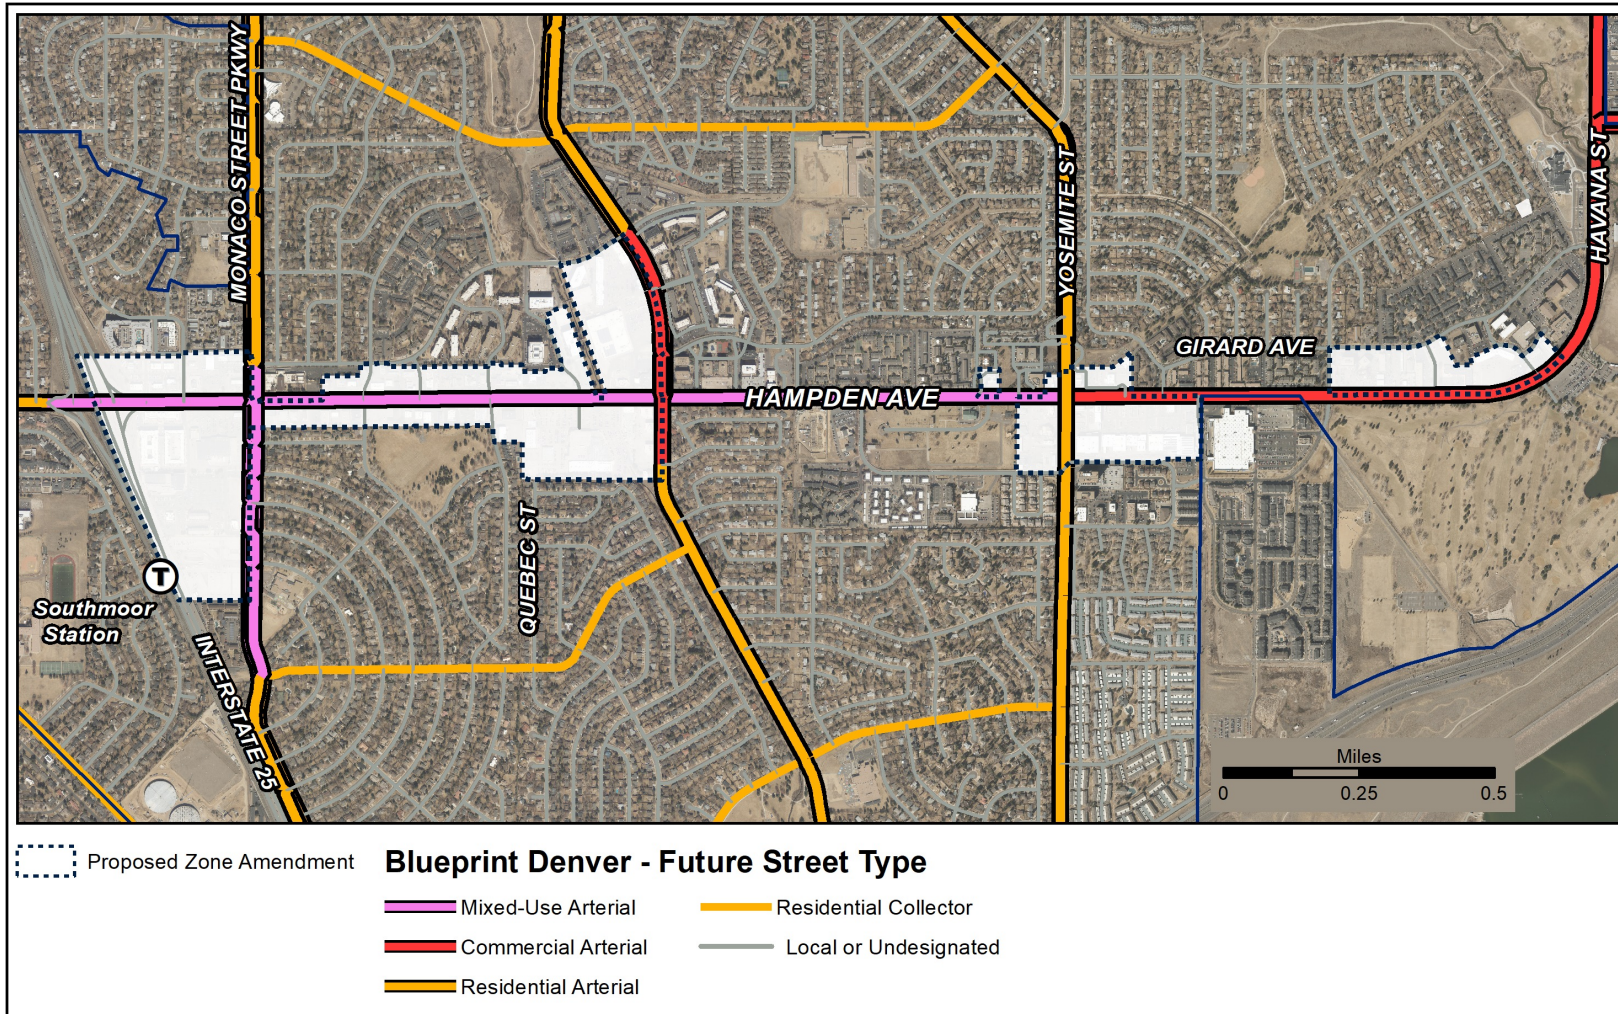 MONACO STREET PKWY
YOSEMITE ST
HAVANA ST
GIRARD AVE
HAMPDEN AVE
QUEBEC ST
T
Southmoor
Station
INTERSTATE 25
Miles
0 0.25 0.5
Proposed Zone Amendment
Blueprint Denver - Future Street Type
Mixed-Use Arterial
Residential Collector
Commercial Arterial
Local or Undesignated
Residential Arterial